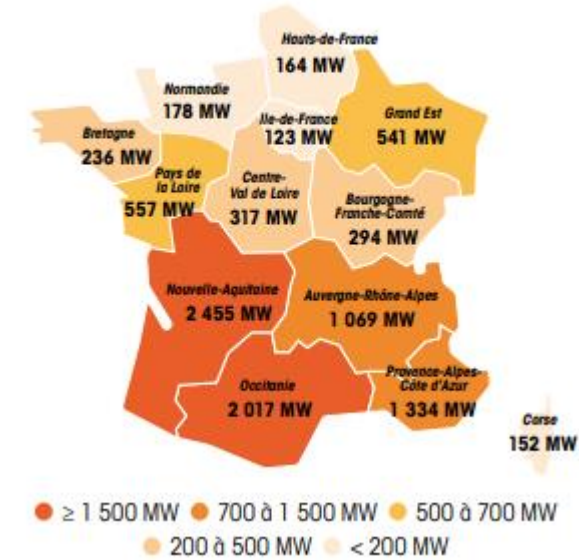 Hauts-de-France
164 MW
Normandie
178 MW
Ile-de-France
123 MW
Grand Est
541 MW
Bretagne
236 MW
Pays de
la Loire
557 MW
Centre-
Val de Loire
317 MW
Bourgogne-
Franche-Comté
294 MW
Nouvelle-Aquitaine
2 455 MW
Auvergne-Rhône-Alpes
1 069 MW
Occitanie
2 017 MW
Provence-Alpes-
Côte d'Azur
1 334 MW
Corse
152 MW
≥ 1 500 MW
700 à 1 500 MW
500 à 700 MW
200 à 500 MW
< 200 MW